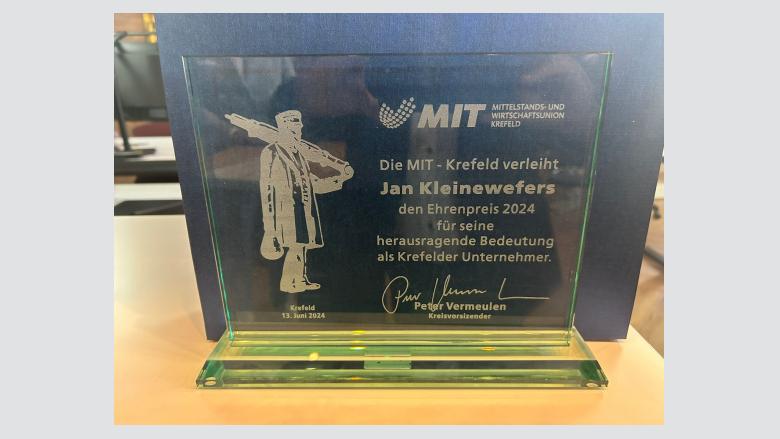 MIT
MITTELSTANDS- UND
WIRTSCHAFTSUNION
KREFELD
Die MIT - Krefeld verleiht
Jan Kleinewefers
den Ehrenpreis 2024
für seine
herausragende Bedeutung
als Krefelder Unternehmer.
Peter Vermeulen
Kreisvorsizender
Krefeld
13. Juni 2024